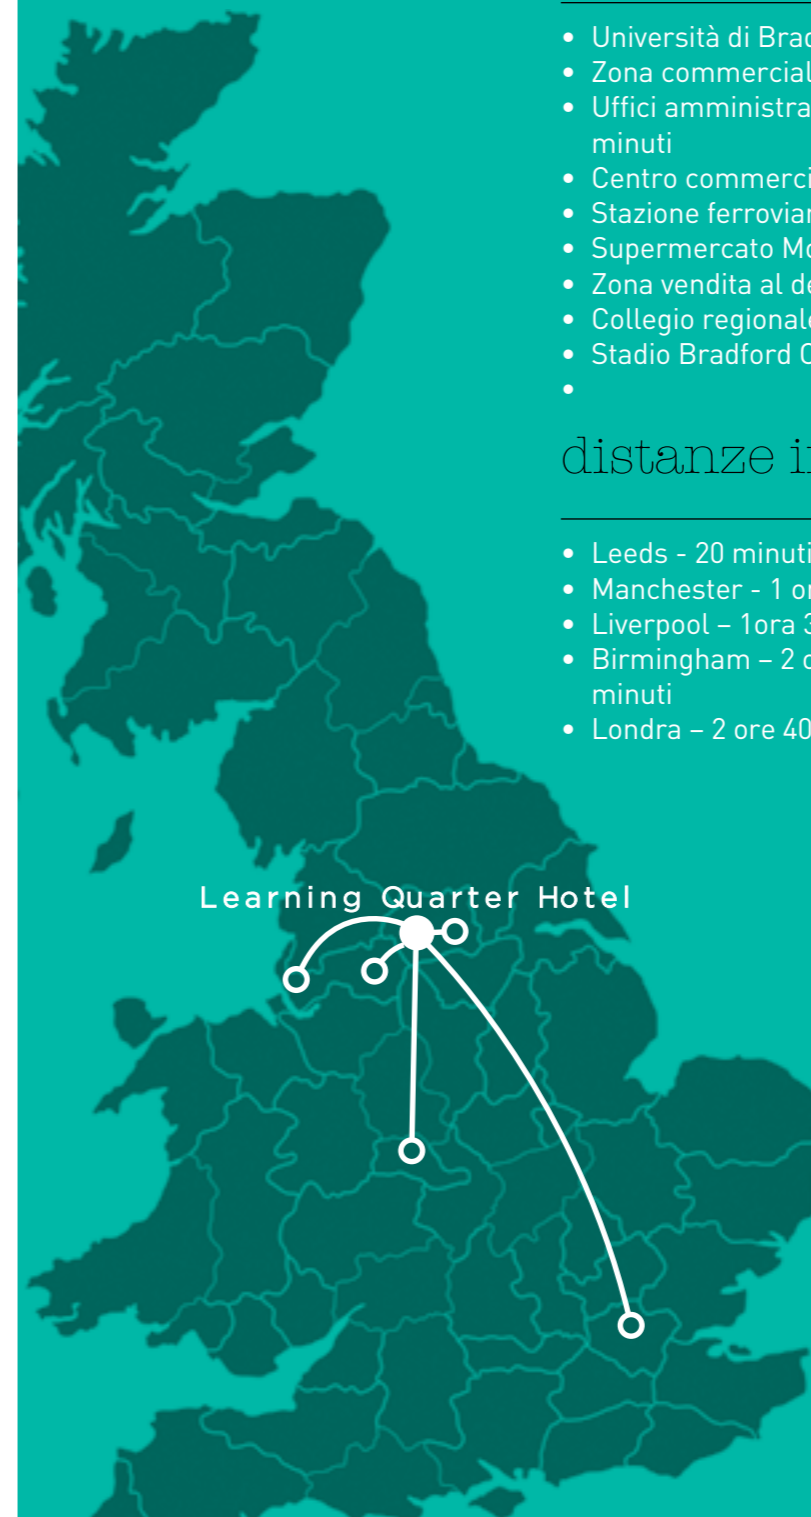 • Università di Brad
• Zona commercial
• Uffici amministra
minuti
• Centro commerci
• Stazione ferroviar
• Supermercato Mo
• Zona vendita al de
• Collegio regionale
• Stadio Bradford C
•
distanze i
• Leeds - 20 minuti
• Manchester - 1 or
• Liverpool – 1ora 3
• Birmingham – 2 o
minuti
• Londra – 2 ore 40
Learning Quarter Hotel